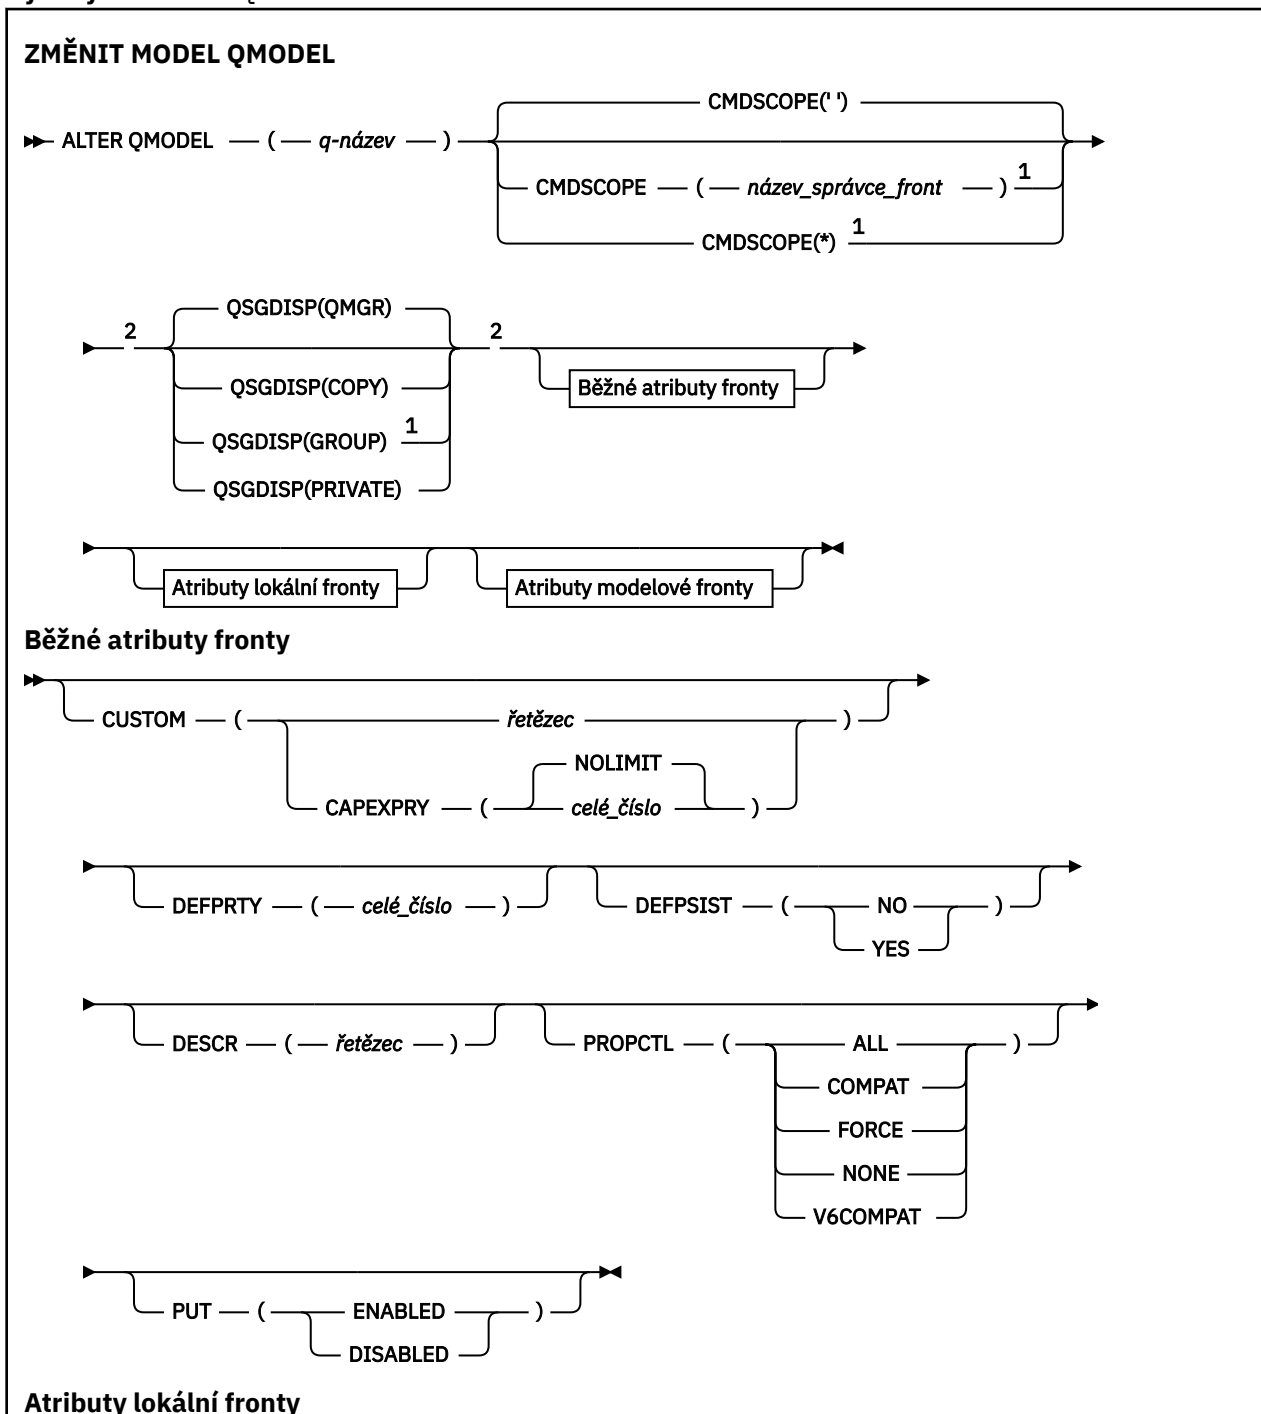 ZMĚNIT MODEL QMODEL
CMDSCOPE(' ')
ALTER QMODEL ( q-název )
CMDSCOPE ( název_správce_front ) 1
CMDSCOPE(*) 1
2 QSGDISP(QMGR) 2
QSGDISP(COPY)
QSGDISP(GROUP) 1
QSGDISP(PRIVATE)
Běžné atributy fronty
Atributy lokální fronty Atributy modelové fronty
Běžné atributy fronty
CUSTOM ( řetězec )
NOLIMIT
CAPEXPRY ( celé_číslo )
DEFPRTY ( celé_číslo ) DEFPSIST ( NO )
YES
DESCR ( řetězec ) PROPCTL ( ALL )
COMPAT
FORCE
NONE
V6COMPAT
PUT ( ENABLED )
DISABLED
Atributy lokální fronty